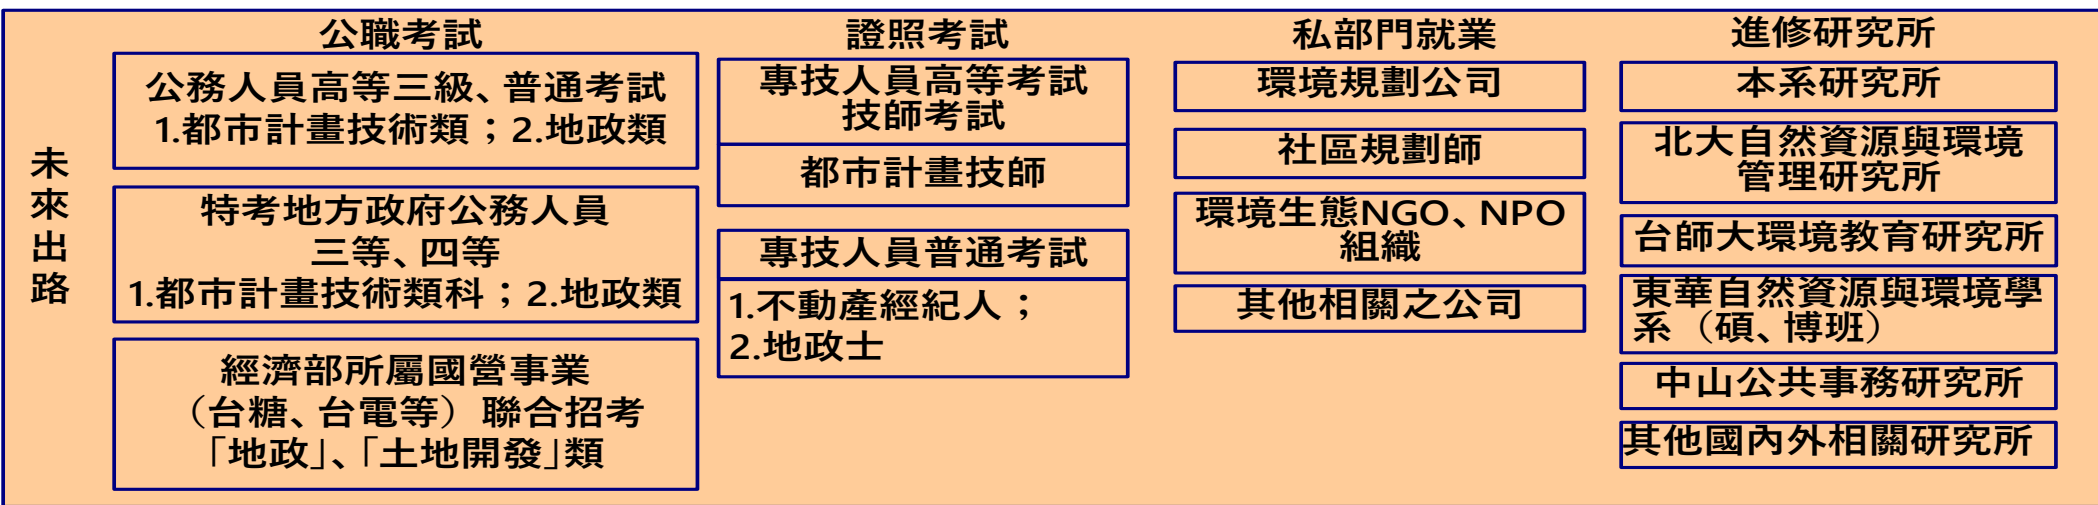 未來出路
公職考試
公務人員高等三級、普通考試
1.都市計畫技術類；2.地政類
特考地方政府公務人員
三等、四等
1.都市計畫技術類科；2.地政類
經濟部所屬國營事業
（台糖、台電等）聯合招考
「地政」、「土地開發」類
證照考試
專技人員高等考試
技師考試
都市計畫技師
專技人員普通考試
1.不動產經紀人；
2.地政士
私部門就業
環境規劃公司
社區規劃師
環境生態NGO、NPO
組織
其他相關之公司
進修研究所
本系研究所
北大自然資源與環境
管理研究所
台師大環境教育研究所
東華自然資源與環境學
系（碩、博班）
中山公共事務研究所
其他國內外相關研究所